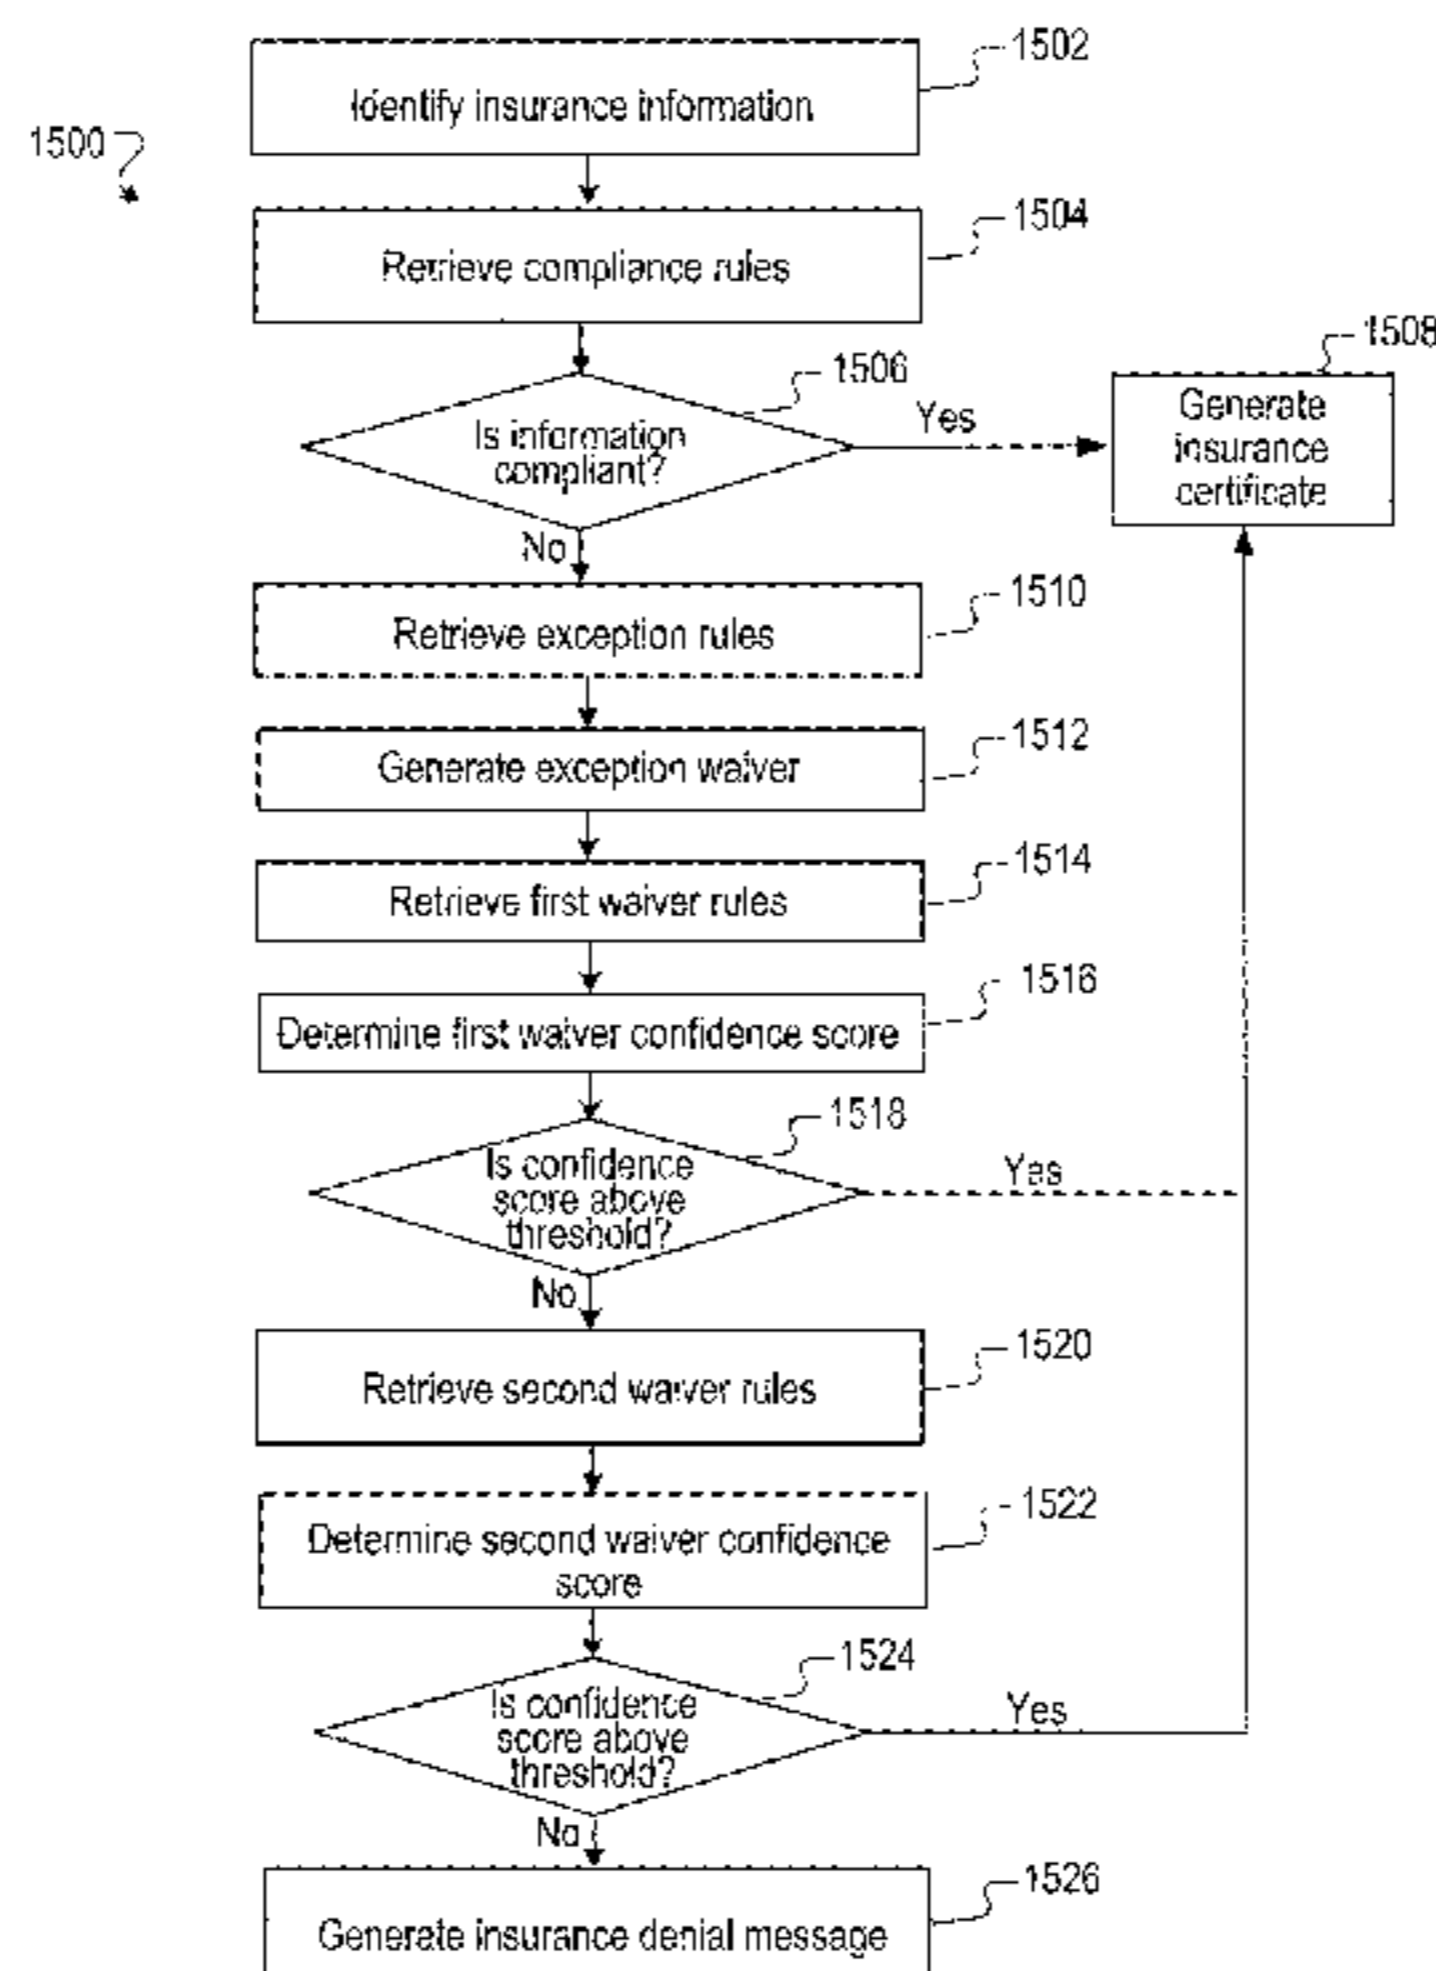 1502
Identify insurance information
1500
1504
Retrieve compliance rules
1508
Generate
insurance
certificate
1506
Is information
compliant?
Yes
No
1510
Retrieve exception rules
1512
Generate exception waiver
1514
Retrieve first waiver rules
1516
Determine first waiver confidence score
1518
Is confidence
score above
threshold?
Yes
No
1520
Retrieve second waiver rules
1522
Determine second waiver confidence
score
1524
Is confidence
score above
threshold?
Yes
No
1526
Generate insurance denial message